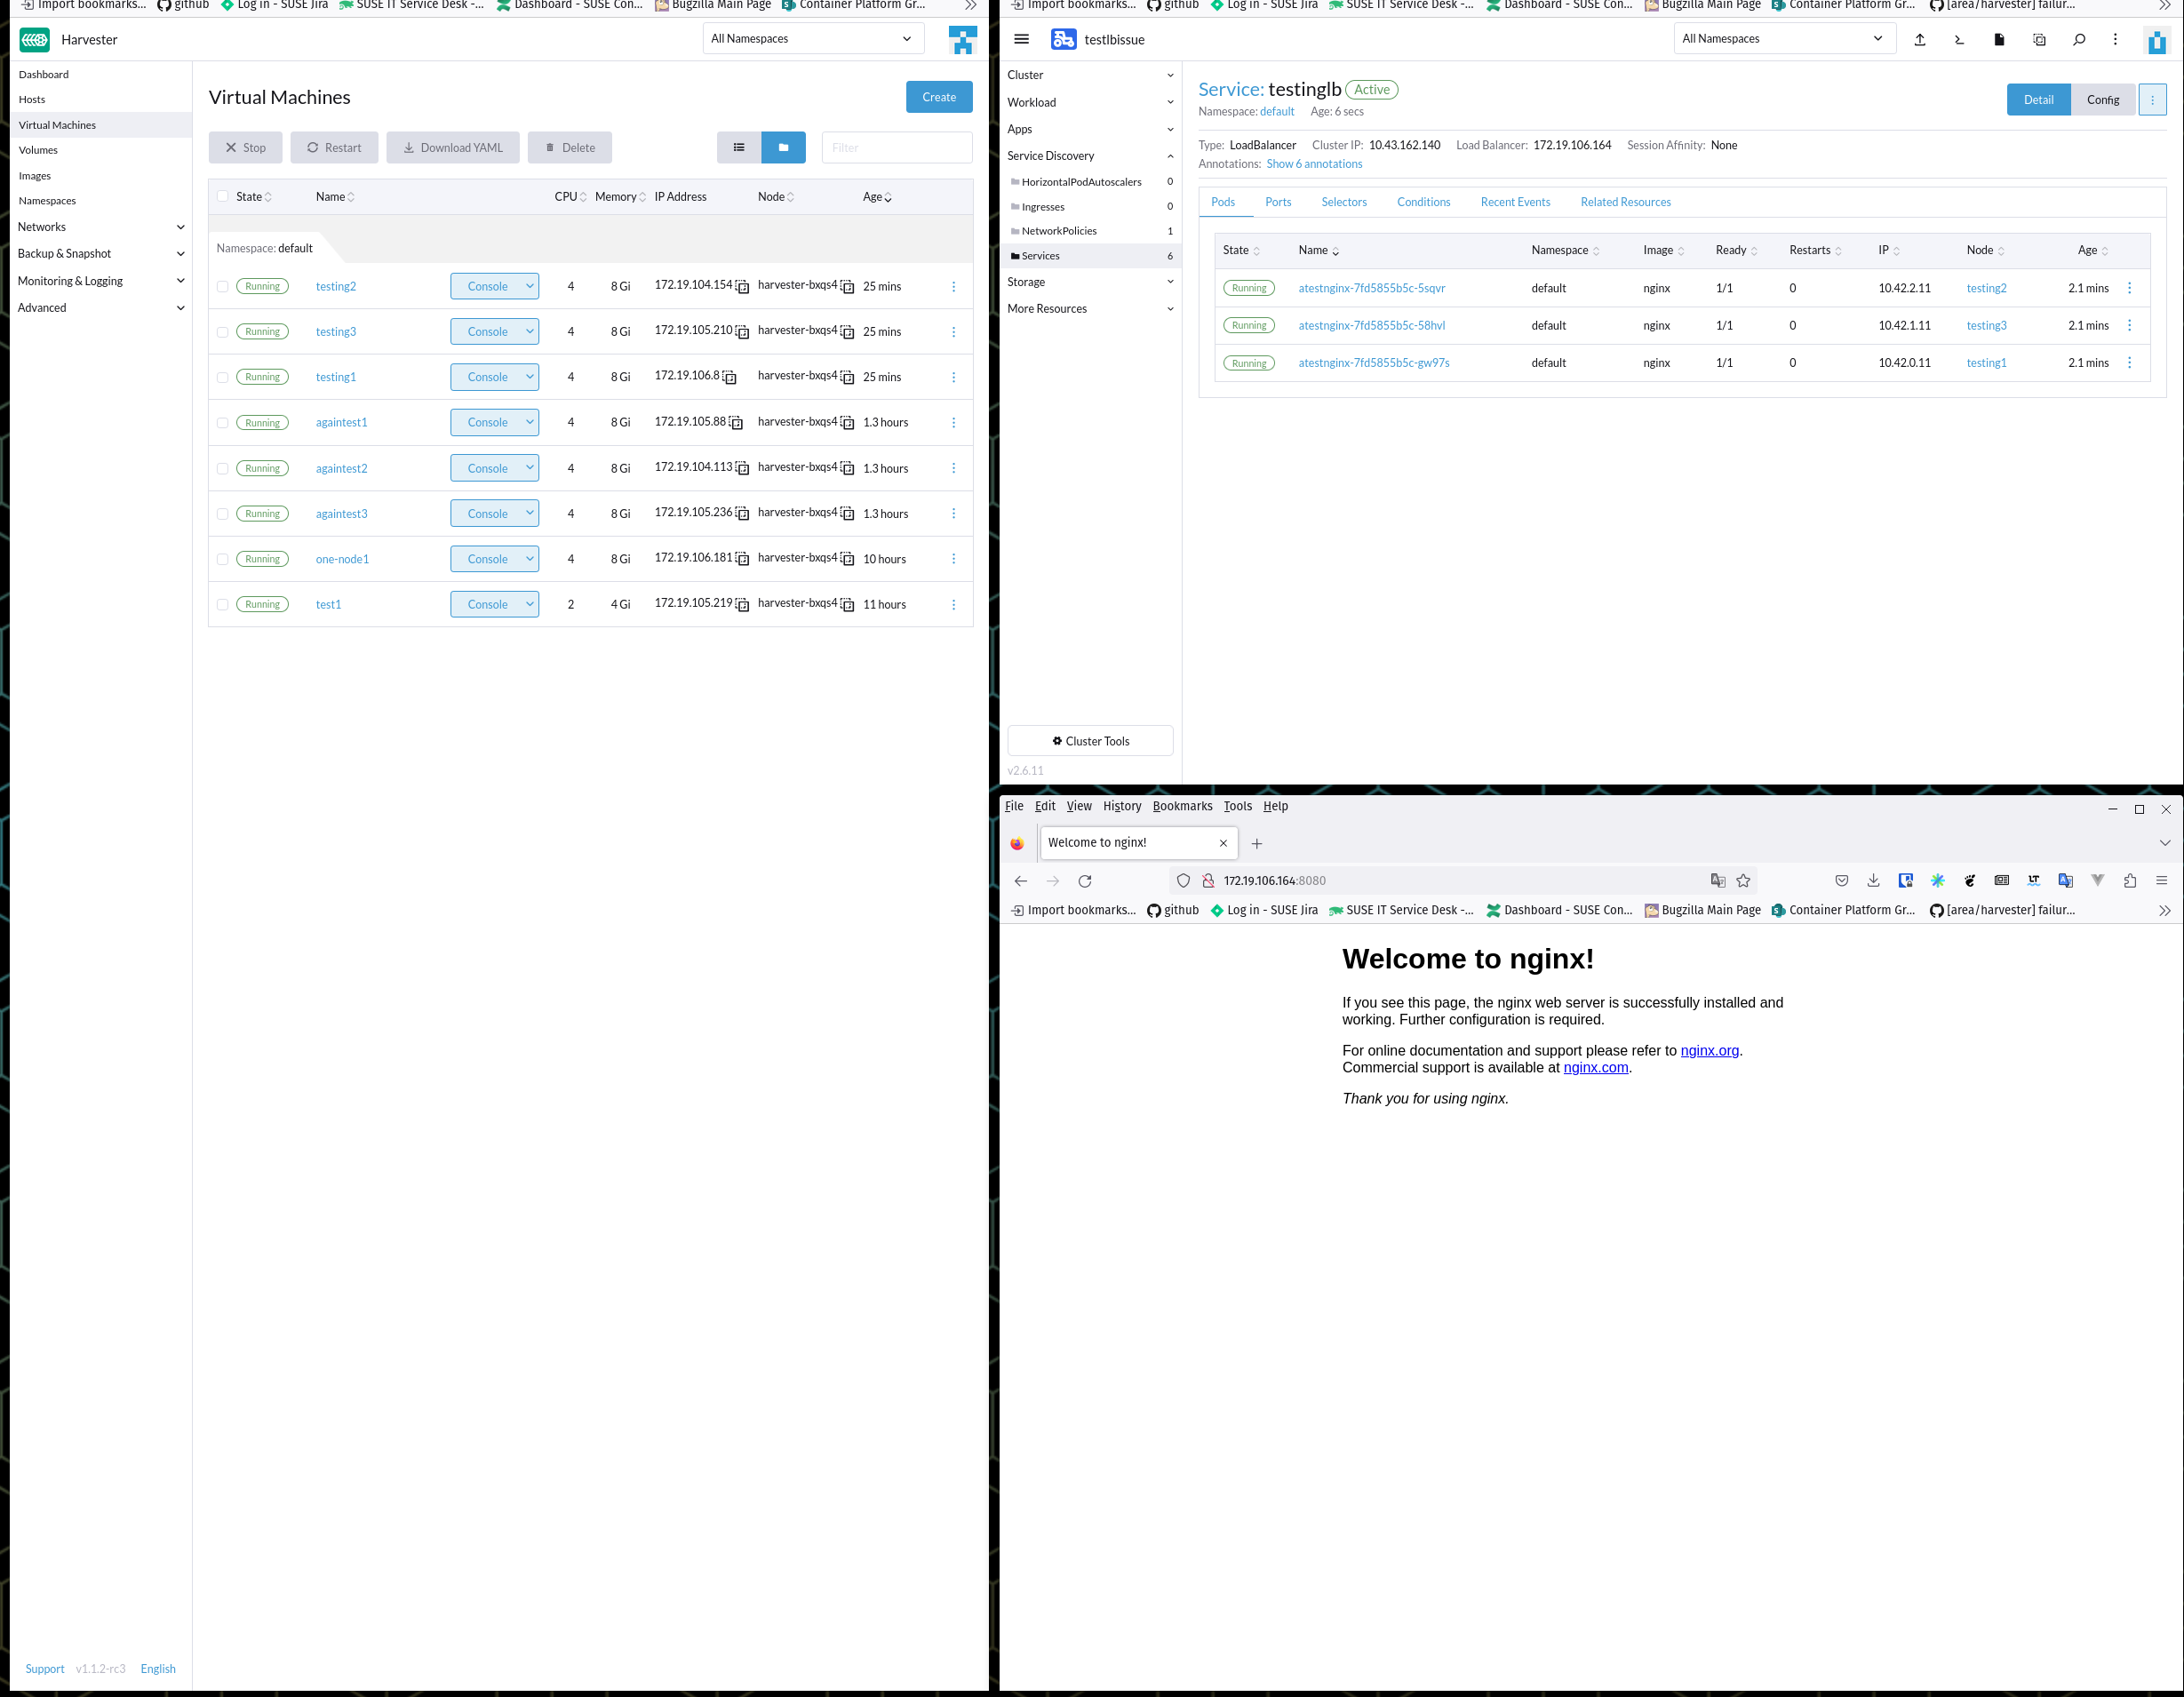 Import bookmarks... github Log in - SUSE Jira SUSE IT Service Desk -... Dashboard - SUSE Con... Bugzilla Main Page Container Platform Gr...
Harvester
All Namespaces
Dashboard
Hosts
Virtual Machines
Volumes
Images
Namespaces
Networks
Backup & Snapshot
Monitoring & Logging
Advanced
Virtual Machines
Create
Stop Restart Download YAML Delete Filter
State Name CPU Memory IP Address Node Age
Namespace: default
Running testing2 Console 4 8 Gi 172.19.104.154 harvester-bxqs4 25 mins
Running testing3 Console 4 8 Gi 172.19.105.210 harvester-bxqs4 25 mins
Running testing1 Console 4 8 Gi 172.19.106.8 harvester-bxqs4 25 mins
Running againtest1 Console 4 8 Gi 172.19.105.88 harvester-bxqs4 1.3 hours
Running againtest2 Console 4 8 Gi 172.19.104.113 harvester-bxqs4 1.3 hours
Running againtest3 Console 4 8 Gi 172.19.105.236 harvester-bxqs4 1.3 hours
Running one-node1 Console 4 8 Gi 172.19.106.181 harvester-bxqs4 10 hours
Running test1 Console 2 4 Gi 172.19.105.219 harvester-bxqs4 11 hours
Support v1.1.2-rc3 English
Import bookmarks... github Log in - SUSE Jira SUSE IT Service Desk -... Dashboard - SUSE Con... Bugzilla Main Page Container Platform Gr... [area/harvester] failur...
testlbissue
All Namespaces
Cluster
Workload
Apps
Service Discovery
HorizontalPodAutoscalers 0
Ingresses 0
NetworkPolicies 1
Services 6
Storage
More Resources
Cluster Tools
v2.6.11
Service: testinglb Active
Namespace: default Age: 6 secs
Detail Config
Type: LoadBalancer Cluster IP: 10.43.162.140 Load Balancer: 172.19.106.164 Session Affinity: None
Annotations: Show 6 annotations
Pods Ports Selectors Conditions Recent Events Related Resources
State Name Namespace Image Ready Restarts IP Node Age
Running atestnginx-7fd5855b5c-5sqvr default nginx 1/1 0 10.42.2.11 testing2 2.1 mins
Running atestnginx-7fd5855b5c-58hvl default nginx 1/1 0 10.42.1.11 testing3 2.1 mins
Running atestnginx-7fd5855b5c-gw97s default nginx 1/1 0 10.42.0.11 testing1 2.1 mins
File Edit View History Bookmarks Tools Help
Welcome to nginx!
172.19.106.164:8080
Import bookmarks... github Log in - SUSE Jira SUSE IT Service Desk -... Dashboard - SUSE Con... Bugzilla Main Page Container Platform Gr... [area/harvester] failur...
Welcome to nginx!
If you see this page, the nginx web server is successfully installed and
working. Further configuration is required.
For online documentation and support please refer to nginx.org.
Commercial support is available at nginx.com.
Thank you for using nginx.